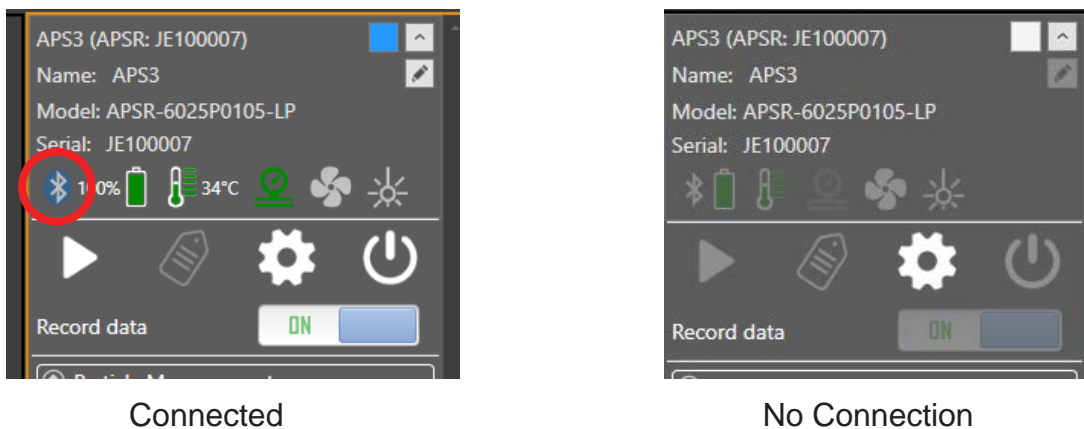 APS3 (APSR: JE100007)
Name: APS3
Model: APSR-6025P0105-LP
Serial: JE100007
100% 34°C
Record data ON
Connected
APS3 (APSR: JE100007)
Name: APS3
Model: APSR-6025P0105-LP
Serial: JE100007
Record data ON
No Connection